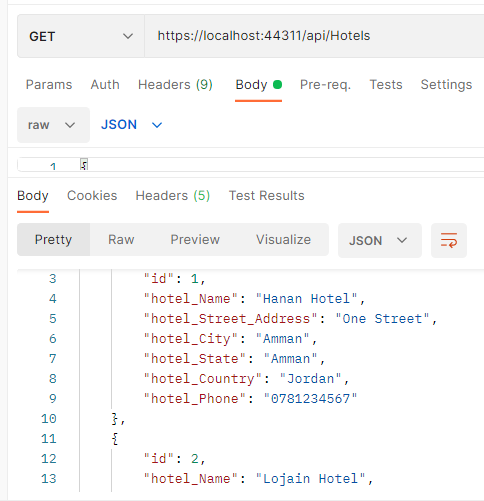 GET https://localhost:44311/api/Hotels
Params Auth Headers (9) Body Pre-req. Tests Settings
raw JSON
1 {
Body Cookies Headers (5) Test Results
Pretty Raw Preview Visualize JSON
3 "id": 1,
4 "hotel_Name": "Hanan Hotel",
5 "hotel_Street_Address": "One Street",
6 "hotel_City": "Amman",
7 "hotel_State": "Amman",
8 "hotel_Country": "Jordan",
9 "hotel_Phone": "0781234567"
10 },
11 {
12 "id": 2,
13 "hotel_Name": "Lojain Hotel",